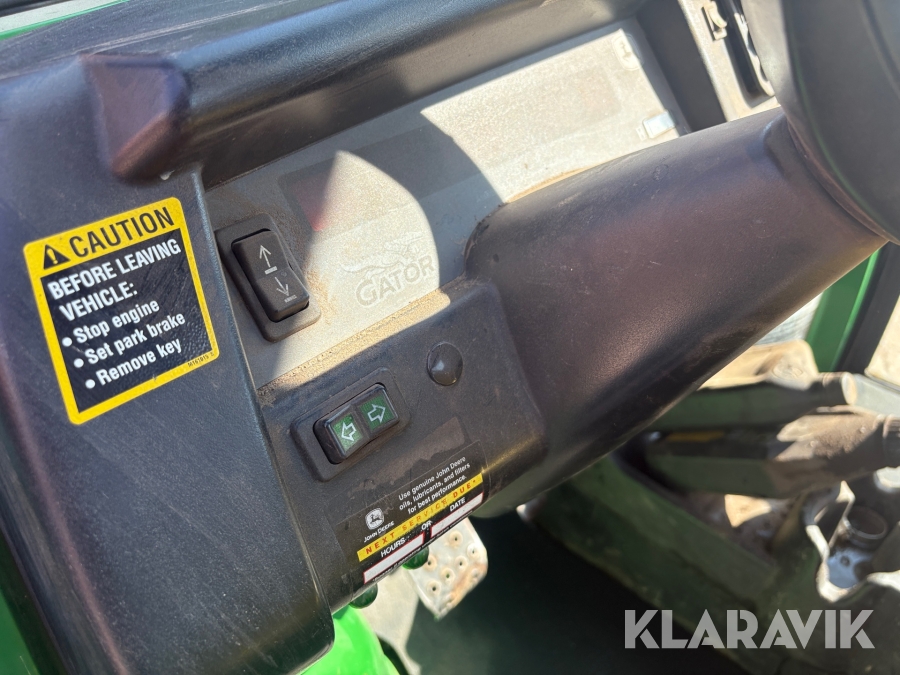 CAUTION
BEFORE LEAVING
VEHICLE:
• Stop engine
• Set park brake
• Remove key
GATOR
Use genuine John Deere
oils, lubricants, and filters
for best performance.
JOHN DEERE
NEXT SERVICE DUE
HOURS OR DATE
KLARAVIK